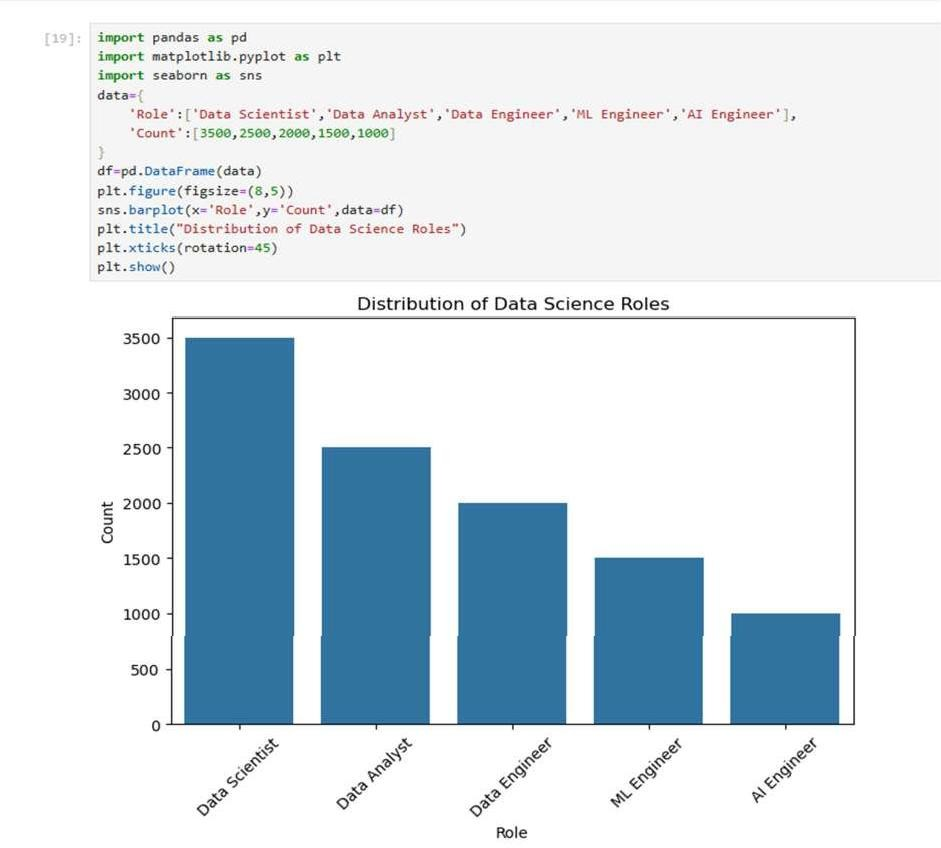 [19]:
import pandas as pd
import matplotlib.pyplot as plt
import seaborn as sns
data={
    'Role':['Data Scientist','Data Analyst','Data Engineer','ML Engineer','AI Engineer'],
    'Count':[3500,2500,2000,1500,1000]
}
df=pd.DataFrame(data)
plt.figure(figsize=(8,5))
sns.barplot(x='Role',y='Count',data=df)
plt.title("Distribution of Data Science Roles")
plt.xticks(rotation=45)
plt.show()
Distribution of Data Science Roles
3500
3000
2500
2000
1500
1000
500
0
Count
Data Scientist
Data Analyst
Data Engineer
ML Engineer
AI Engineer
Role